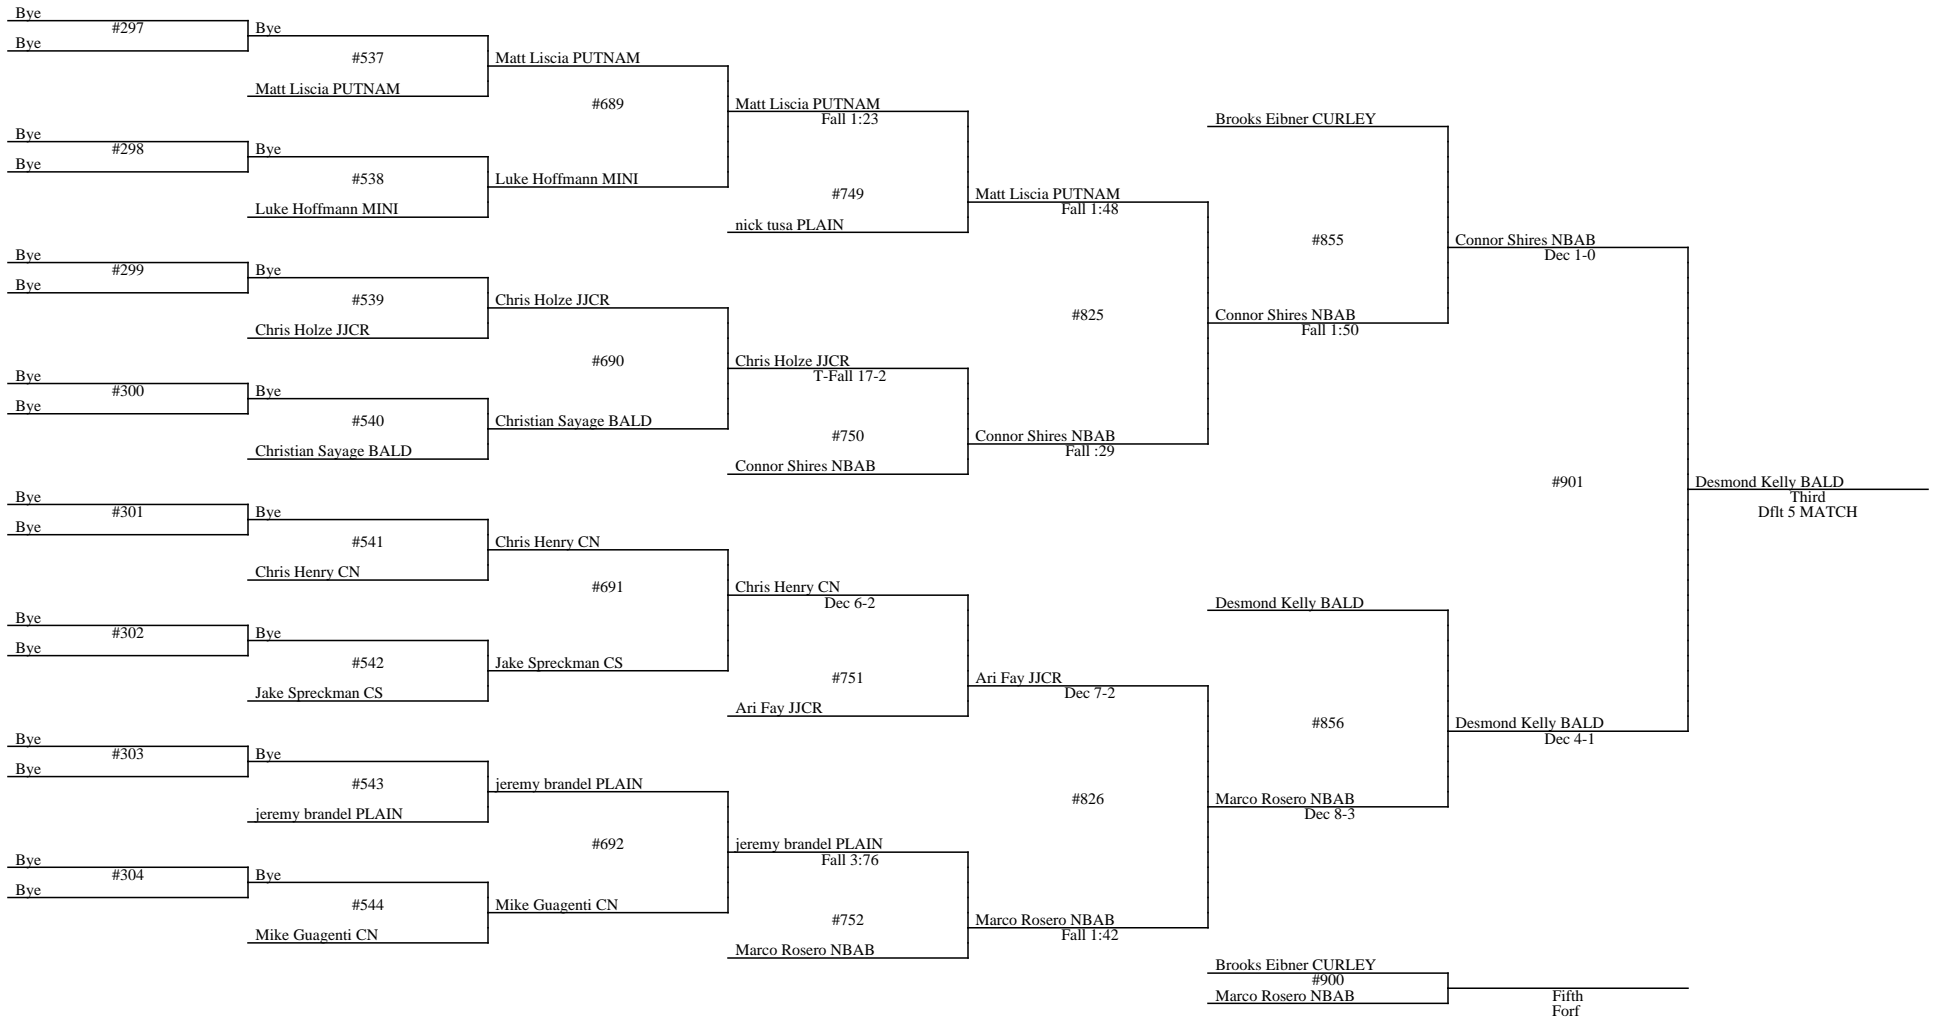 Bye
#297
Bye
Bye
#537
Matt Liscia PUTNAM
Matt Liscia PUTNAM
#689
Bye
#298
Bye
Bye
#538
Luke Hoffmann MINI
Luke Hoffmann MINI
Matt Liscia PUTNAM
Fall 1:23
#749
nick tusa PLAIN
Bye
#299
Bye
Bye
#539
Chris Holze JJCR
Chris Holze JJCR
#690
Bye
#300
Bye
Bye
#540
Christian Sayage BALD
Christian Sayage BALD
Chris Holze JJCR
T-Fall 17-2
#750
Connor Shires NBAB
Matt Liscia PUTNAM
Fall 1:48
#825
Connor Shires NBAB
Fall :29
Brooks Eibner CURLEY
#855
Connor Shires NBAB
Fall 1:50
Connor Shires NBAB
Dec 1-0
#901
Bye
#301
Bye
Bye
#541
Chris Henry CN
Chris Henry CN
#691
Bye
#302
Bye
Bye
#542
Jake Spreckman CS
Jake Spreckman CS
Chris Henry CN
Dec 6-2
#751
Ari Fay JJCR
Bye
#303
Bye
Bye
#543
jeremy brandel PLAIN
jeremy brandel PLAIN
#692
Bye
#304
Bye
Bye
#544
Mike Guagenti CN
Mike Guagenti CN
jeremy brandel PLAIN
Fall 3:76
#752
Marco Rosero NBAB
Ari Fay JJCR
Dec 7-2
#826
Marco Rosero NBAB
Fall 1:42
Desmond Kelly BALD
#856
Marco Rosero NBAB
Dec 8-3
Desmond Kelly BALD
Dec 4-1
Desmond Kelly BALD
Third
Dflt 5 MATCH
Brooks Eibner CURLEY
#900
Marco Rosero NBAB
Fifth
Forf